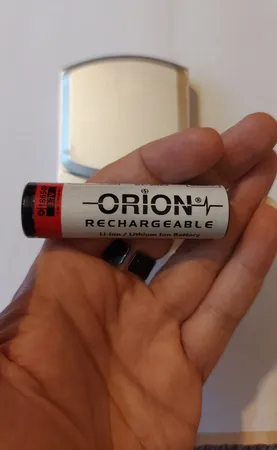 ORION®
RECHARGEABLE
Li-Ion / Lithium Ion Battery